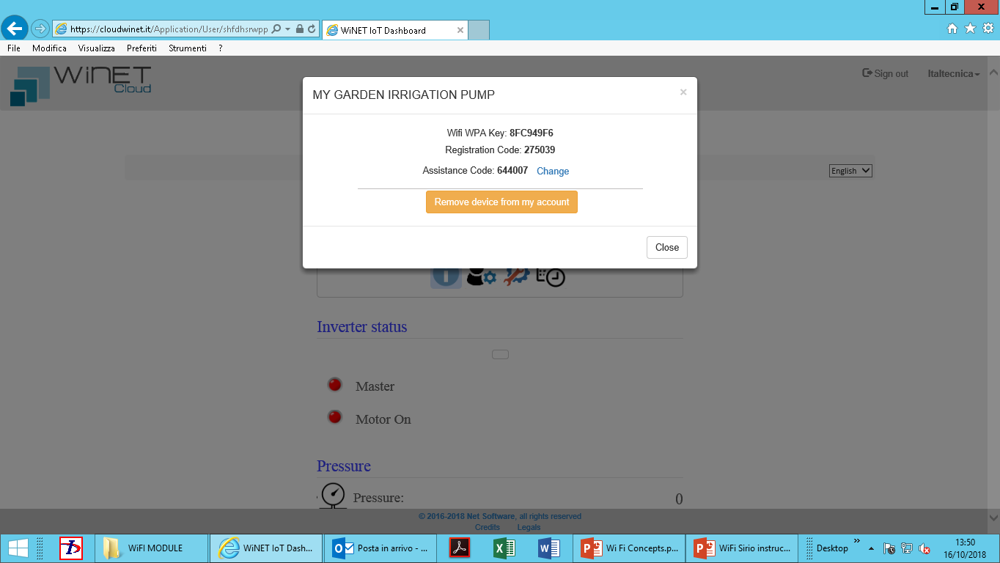 https://cloudwinet.it/Application/User/shfdhsrwpp
WiNET IoT Dashboard
File Modifica Visualizza Preferiti Strumenti ?
WiNET
Cloud
Sign out Italtecnica
MY GARDEN IRRIGATION PUMP
×
Wifi WPA Key: 8FC949F6
Registration Code: 275039
Assistance Code: 644007 Change
English
Remove device from my account
Close
Inverter status
Master
Motor On
Pressure
Pressure: 0
© 2016-2018 Net Software, all rights reserved
Credits Legals
WiFI MODULE
WiNET IoT Dash...
Posta in arrivo - ...
Wi Fi Concepts.p...
WiFi Sirio instruc...
Desktop
13:50
16/10/2018